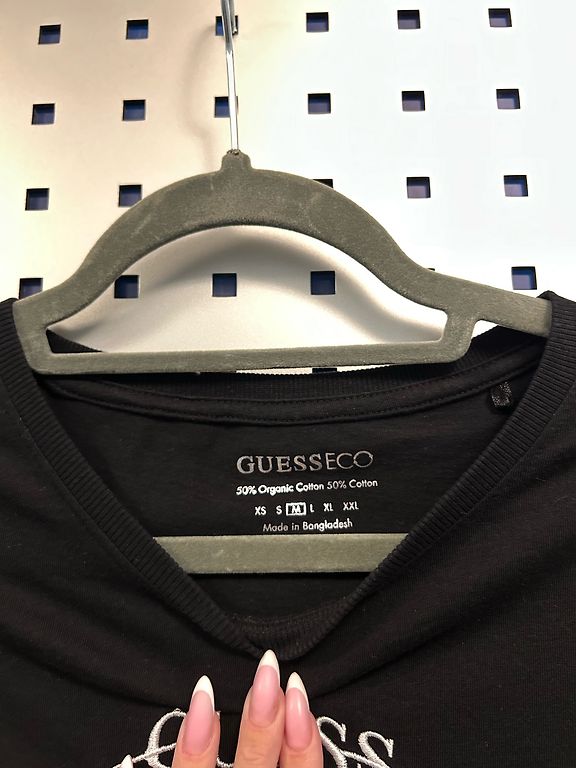 GUESSECO
50% Organic Cotton 50% Cotton
XS S M L XL XXL
Made in Bangladesh